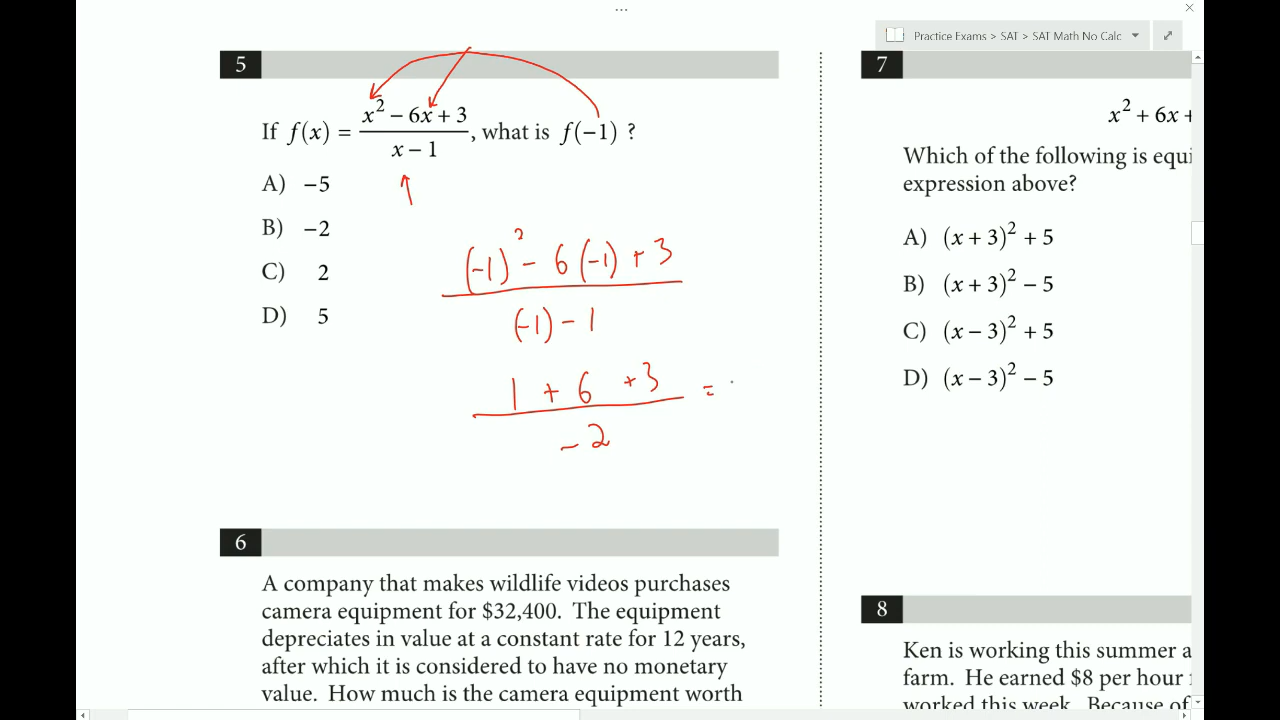 Practice Exams > SAT > SAT Math No Calc
5
If f(x) = (x² − 6x + 3)/(x − 1), what is f(−1) ?
A) −5
B) −2
C) 2
D) 5
(-1)² - 6(-1) + 3
(-1) - 1
1 + 6 + 3 =
-2
6
A company that makes wildlife videos purchases
camera equipment for $32,400. The equipment
depreciates in value at a constant rate for 12 years,
after which it is considered to have no monetary
value. How much is the camera equipment worth
7
x² + 6x +
Which of the following is equi
expression above?
A) (x + 3)² + 5
B) (x + 3)² − 5
C) (x − 3)² + 5
D) (x − 3)² − 5
8
Ken is working this summer a
farm. He earned $8 per hour
worked this week. Because of